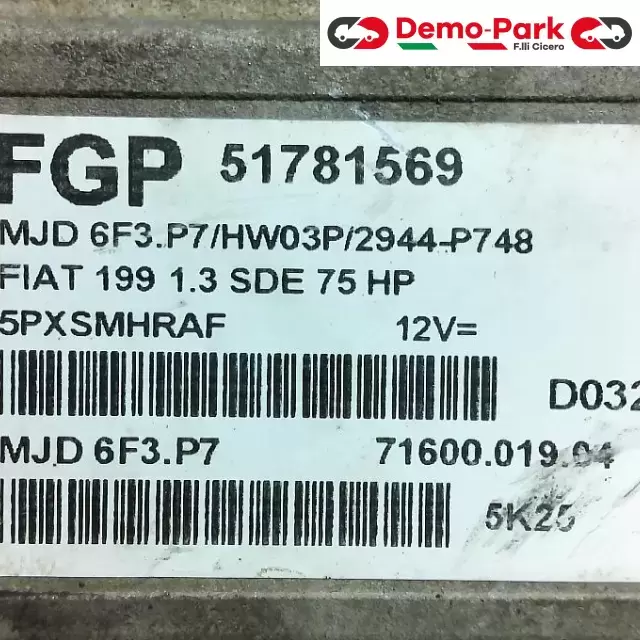 Demo-Park
F.lli Cicero
FGP 51781569
MJD 6F3.P7/HW03P/2944-P748
FIAT 199 1.3 SDE 75 HP
5PXSMHRAF 12V=
D032
MJD 6F3.P7 71600.019.04
5K25